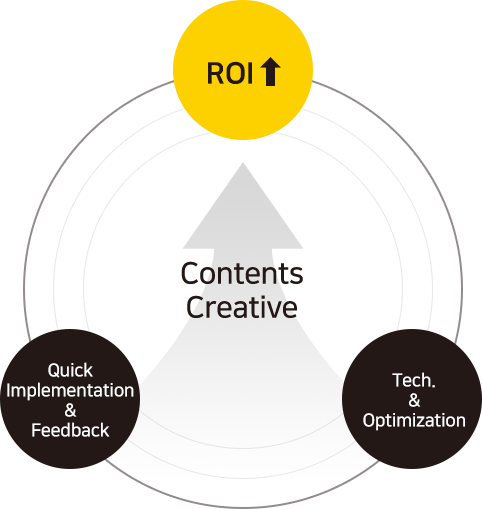 ROI
Contents
Creative
Quick
Implementation
&
Feedback
Tech.
&
Optimization